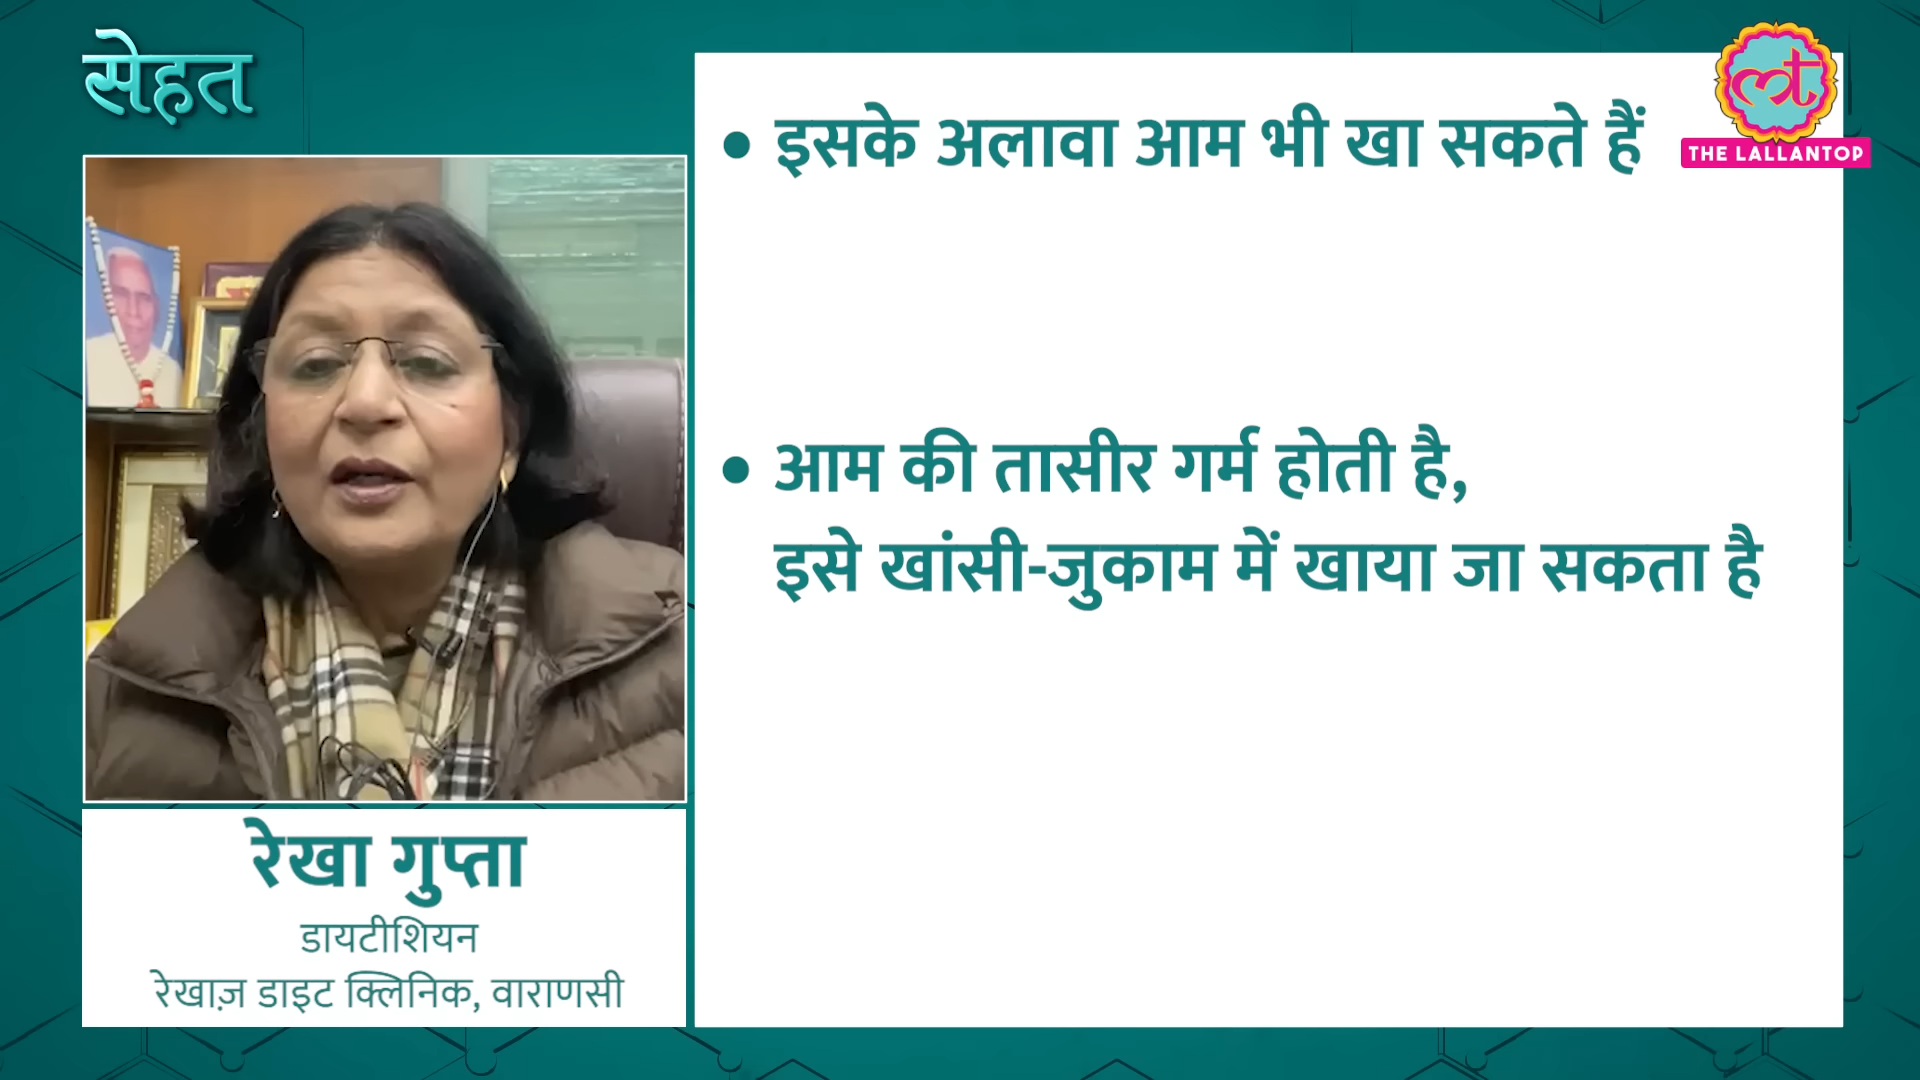 सेहत
• इसके अलावा आम भी खा सकते हैं
THE LALLANTOP
• आम की तासीर गर्म होती है,
इसे खांसी-जुकाम में खाया जा सकता है
रेखा गुप्ता
डायटीशियन
रेखाज़ डाइट क्लिनिक, वाराणसी